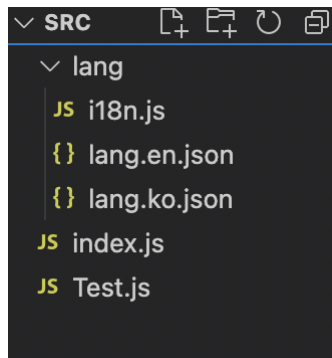 SRC
lang
JS i18n.js
{} lang.en.json
{} lang.ko.json
JS index.js
JS Test.js